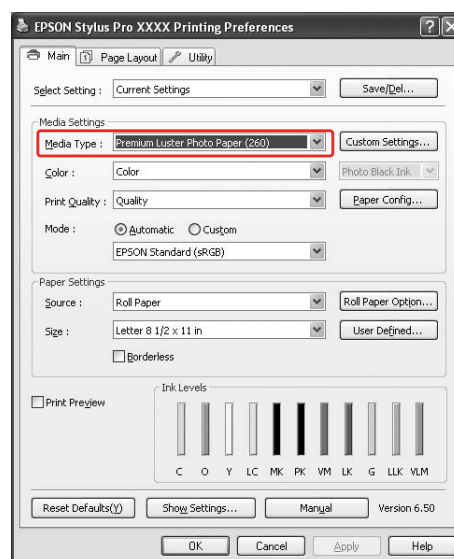 EPSON Stylus Pro XXXX Printing Preferences
Main Page Layout Utility
Select Setting : Current Settings Save/Del...
Media Settings
Media Type : Premium Luster Photo Paper (260) Custom Settings...
Color : Color Photo Black Ink
Print Quality : Quality Paper Config...
Mode : Automatic Custom
EPSON Standard (sRGB)
Paper Settings
Source : Roll Paper Roll Paper Option...
Size : Letter 8 1/2 x 11 in User Defined...
Borderless
Print Preview
Ink Levels
C O Y LC MK PK VM LK G LLK VLM
Reset Defaults(Y) Show Settings... Manual Version 6.50
OK Cancel Apply Help